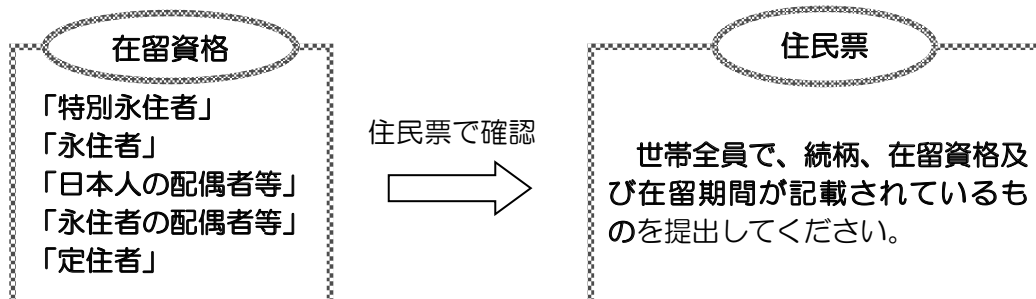 在留資格
「特別永住者」
「永住者」
「日本人の配偶者等」
「永住者の配偶者等」
「定住者」
住民票で確認
住民票
世帯全員で、続柄、在留資格及
び在留期間が記載されているも
のを提出してください。